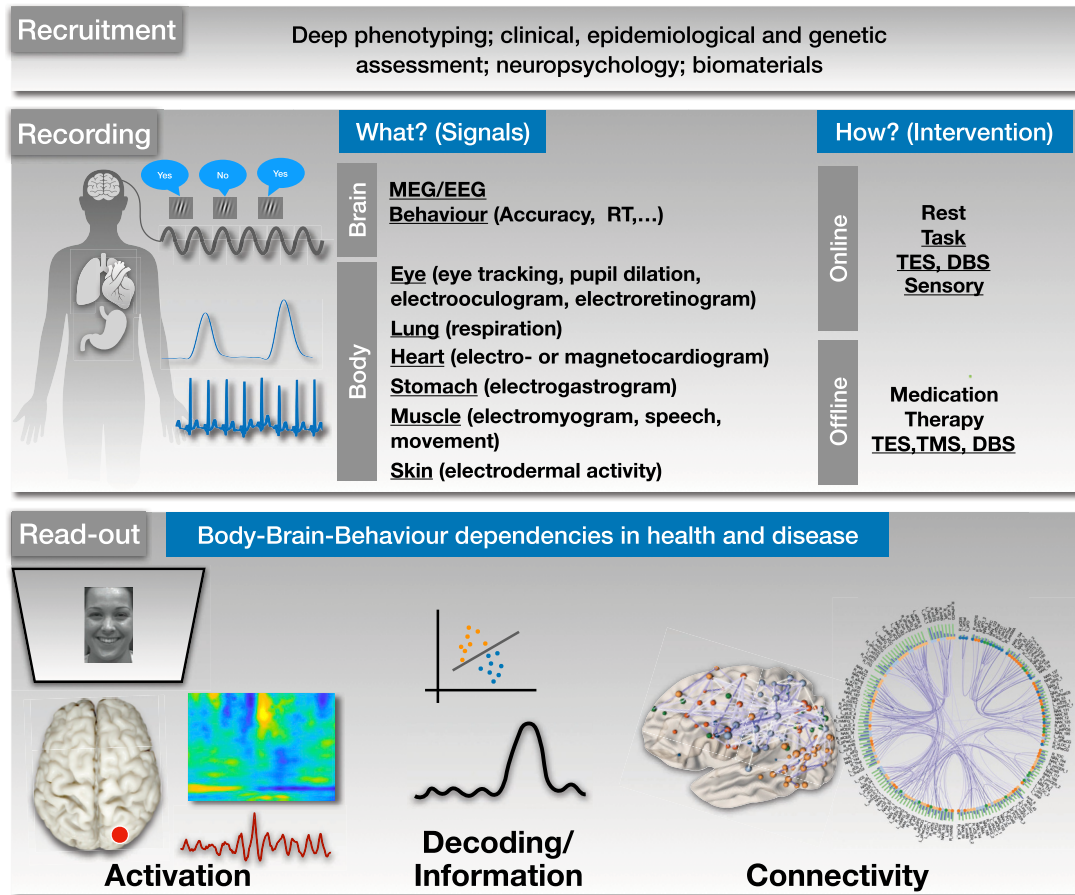 Recruitment
Deep phenotyping; clinical, epidemiological and genetic
assessment; neuropsychology; biomaterials
Recording
What? (Signals)
How? (Intervention)
Yes
No
Yes
Brain
MEG/EEG
Behaviour (Accuracy, RT,...)
Body
Eye (eye tracking, pupil dilation,
electrooculogram, electroretinogram)
Lung (respiration)
Heart (electro- or magnetocardiogram)
Stomach (electrogastrogram)
Muscle (electromyogram, speech,
movement)
Skin (electrodermal activity)
Online
Rest
Task
TES, DBS
Sensory
Offline
Medication
Therapy
TES,TMS, DBS
Read-out
Body-Brain-Behaviour dependencies in health and disease
Activation
Decoding/
Information
Connectivity